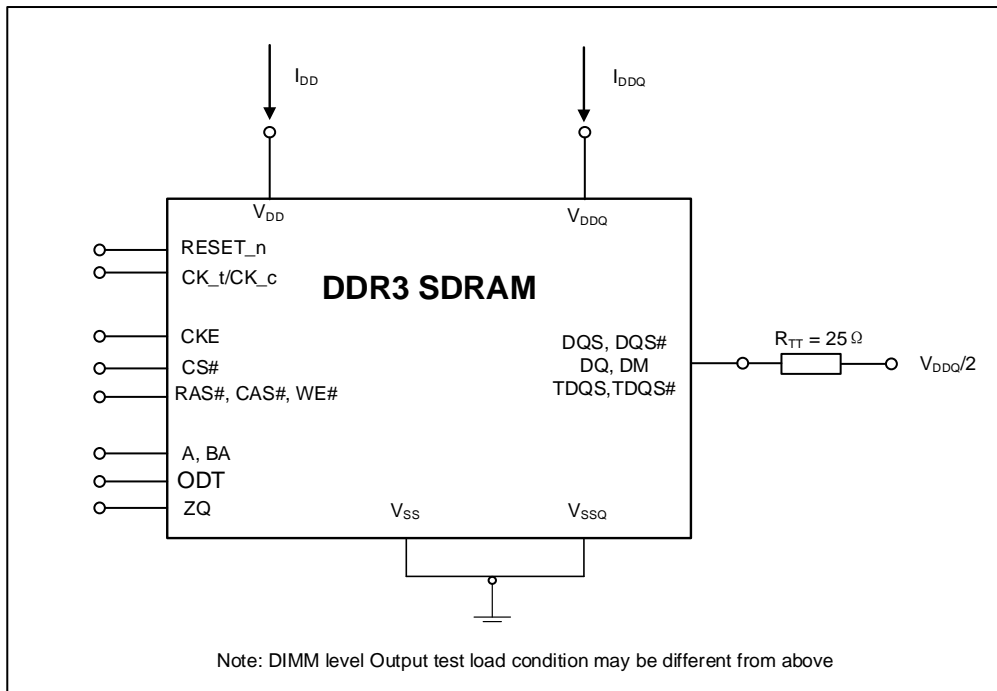 I_DD
I_DDQ
V_DD
V_DDQ
RESET_n
CK_t/CK_c
DDR3 SDRAM
CKE
CS#
RAS#, CAS#, WE#
DQS, DQS#
DQ, DM
TDQS,TDQS#
R_TT = 25 Ω
V_DDQ/2
A, BA
ODT
ZQ
V_SS
V_SSQ
Note: DIMM level Output test load condition may be different from above